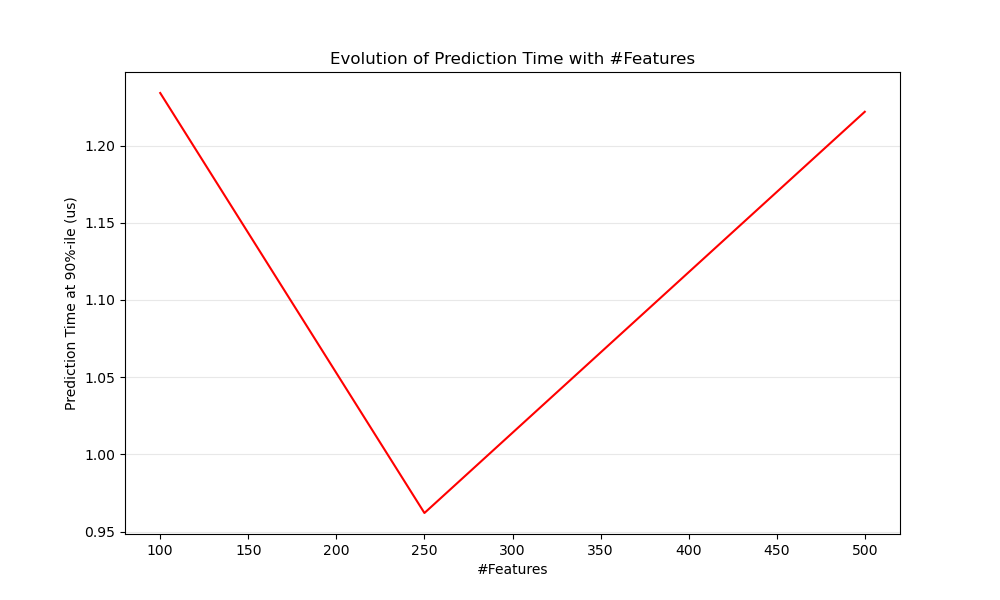 Evolution of Prediction Time with #Features
Prediction Time at 90%-ile (us)
1.20
1.15
1.10
1.05
1.00
0.95
100 150 200 250 300 350 400 450 500
#Features